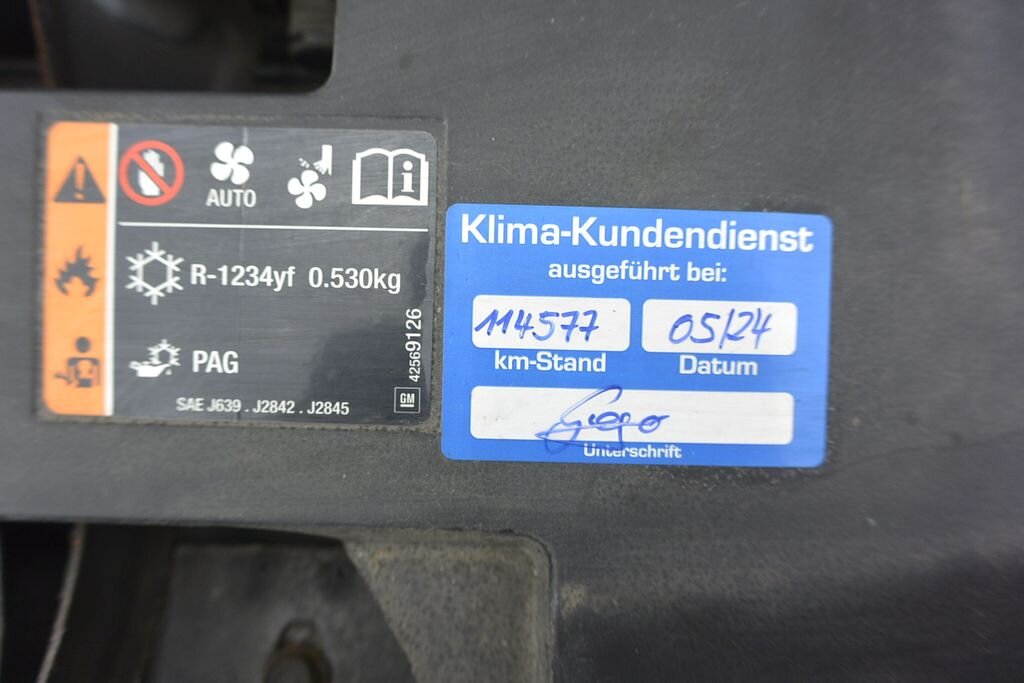 AUTO
R-1234yf 0.530kg
PAG
SAE J639 . J2842 . J2845
42569126
GM
Klima-Kundendienst
ausgeführt bei:
114577 05/24
km-Stand Datum
Unterschrift